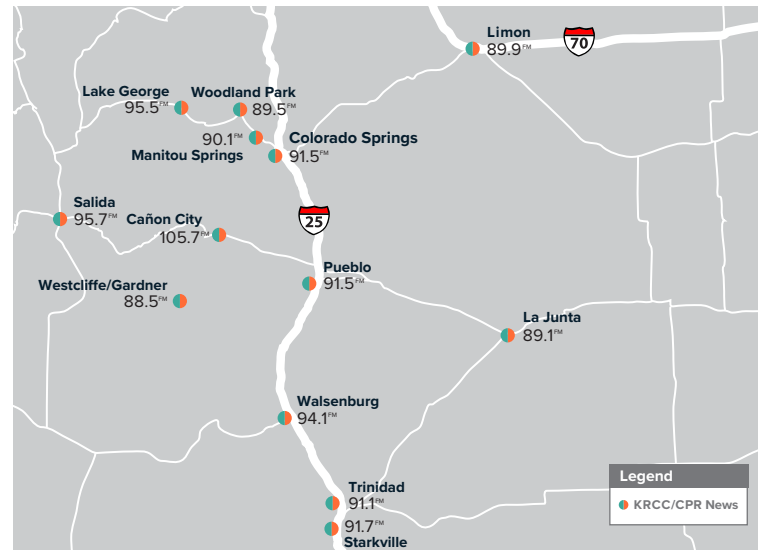 Limon
89.9FM
70
Lake George
95.5FM
Woodland Park
89.5FM
90.1FM
Manitou Springs
Colorado Springs
91.5FM
Salida
95.7FM
Cañon City
105.7FM
25
Westcliffe/Gardner
88.5FM
Pueblo
91.5FM
La Junta
89.1FM
Walsenburg
94.1FM
Trinidad
91.1FM
91.7FM
Starkville
Legend
KRCC/CPR News